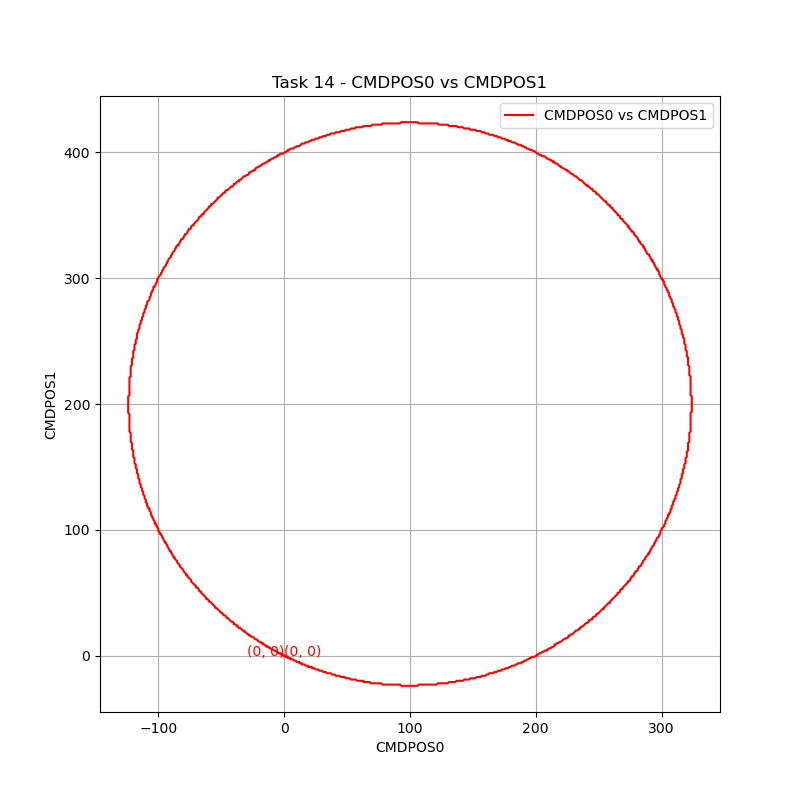 Task 14 - CMDPOS0 vs CMDPOS1
CMDPOS0 vs CMDPOS1
400
300
200
100
0
CMDPOS1
(0, 0)(0, 0)
−100 0 100 200 300
CMDPOS0